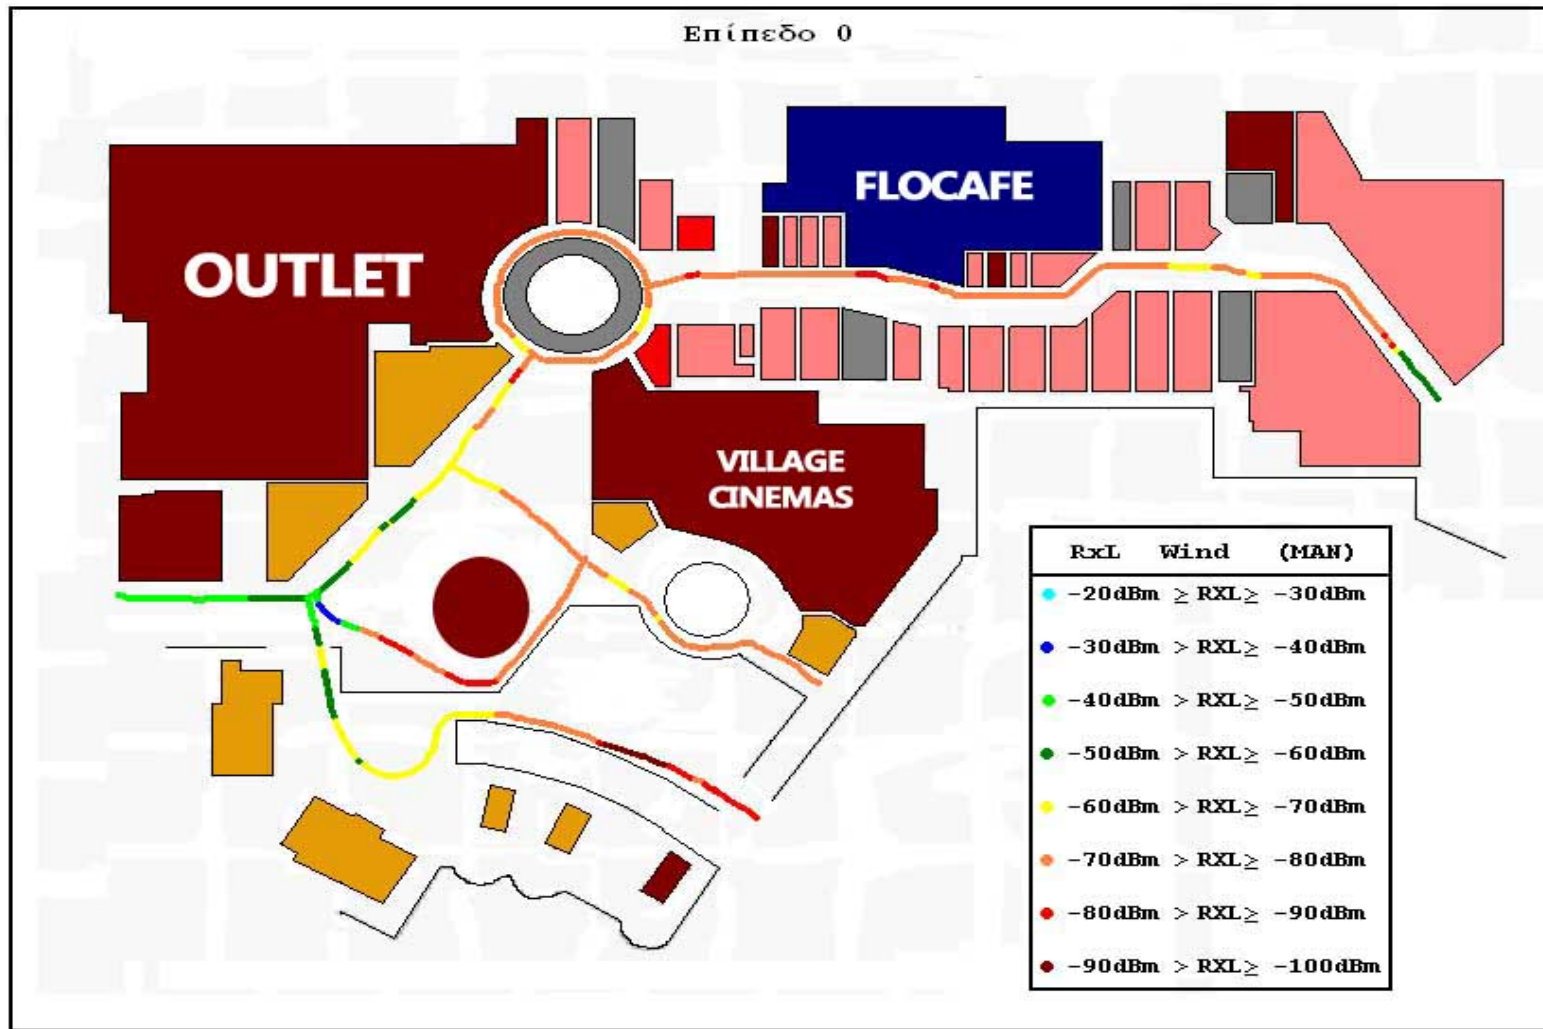 Επίπεδο 0
FLOCAFE
OUTLET
VILLAGE
CINEMAS
RxL Wind (MAN)
-20dBm ≥ RXL≥ -30dBm
-30dBm > RXL≥ -40dBm
-40dBm > RXL≥ -50dBm
-50dBm > RXL≥ -60dBm
-60dBm > RXL≥ -70dBm
-70dBm > RXL≥ -80dBm
-80dBm > RXL≥ -90dBm
-90dBm > RXL≥ -100dBm